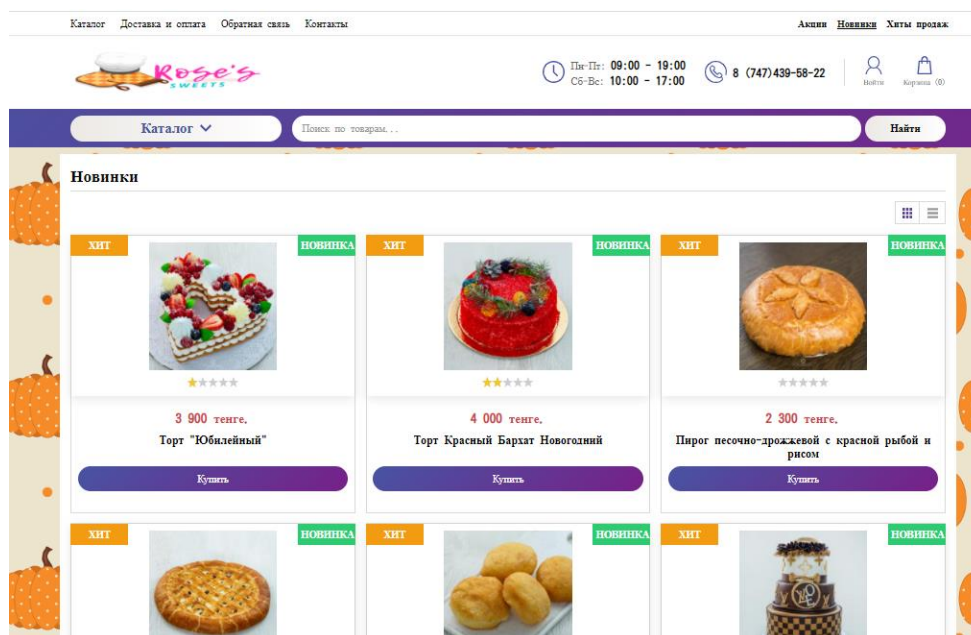 Каталог Доставка и оплата Обратная связь Контакты Акции Новинки Хиты продаж
Rose's
SWEETS
Пн-Пт: 09:00 - 19:00
Сб-Вс: 10:00 - 17:00
8 (747)439-58-22
Войти
Корзина (0)
Каталог
Поиск по товарам...
Найти
Новинки
ХИТ НОВИНКА ХИТ НОВИНКА ХИТ НОВИНКА
3 900 тенге.
Торт "Юбилейный"
Купить
4 000 тенге.
Торт Красный Бархат Новогодний
Купить
2 300 тенге.
Пирог песочно-дрожжевой с красной рыбой и
рисом
Купить
ХИТ НОВИНКА ХИТ НОВИНКА ХИТ НОВИНКА